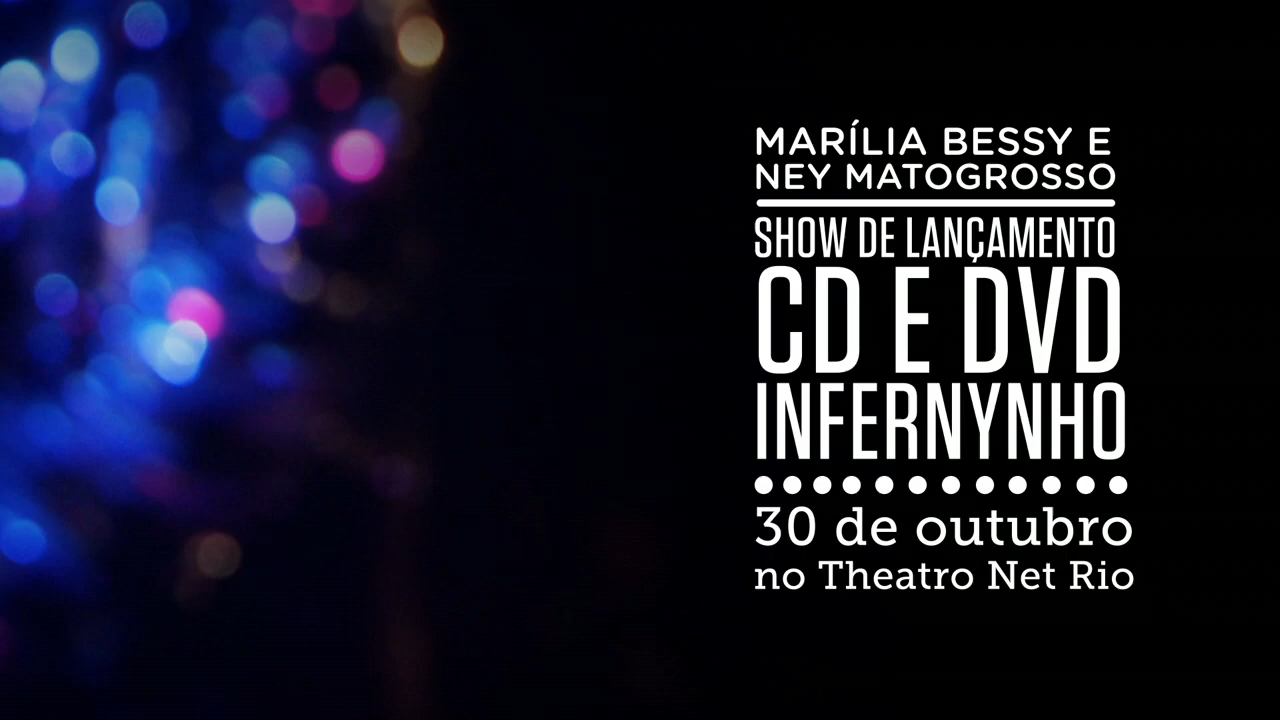 MARÍLIA BESSY E
NEY MATOGROSSO
SHOW DE LANÇAMENTO
CD E DVD
INFERNYNHO
30 de outubro
no Theatro Net Rio